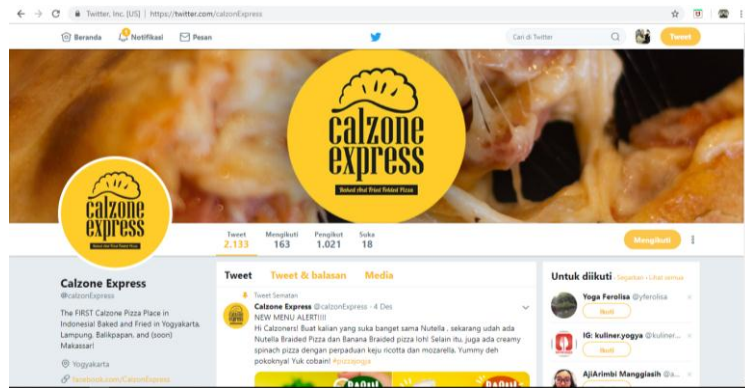 Twitter, Inc. [US] | https://twitter.com/calzonExpress
Beranda Notifikasi Pesan
Cari di Twitter
Tweet
calzone
express
Baked And Fried Folded Pizza
calzone
express
Tweet Mengikuti Pengikut Suka
2.133 163 1.021 18
Mengikuti
Calzone Express
@calzonExpress
The FIRST Calzone Pizza Place in
Indonesia! Baked and Fried in Yogyakarta,
Lampung, Balikpapan, and (soon)
Makassar!
Yogyakarta
facebook.com/CalzonExpress
Tweet Tweet & balasan Media
Tweet Sematan
Calzone Express @calzonExpress · 4 Des
NEW MENU ALERT!!!!
Hi Calzoners! Buat kalian yang suka banget sama Nutella , sekarang udah ada
Nutella Braided Pizza dan Banana Braided pizza loh! Selain itu, juga ada creamy
spinach pizza dengan perpaduan keju ricotta dan mozarella. Yummy deh
pokoknya! Yuk cobain! #pizzajogja
Untuk diikuti · Segarkan · Lihat semua
Yoga Ferolisa @yferolisa
Ikuti
IG: kuliner.yogya @kuliner...
Ikuti
AjiArimbi Manggiasih @a...